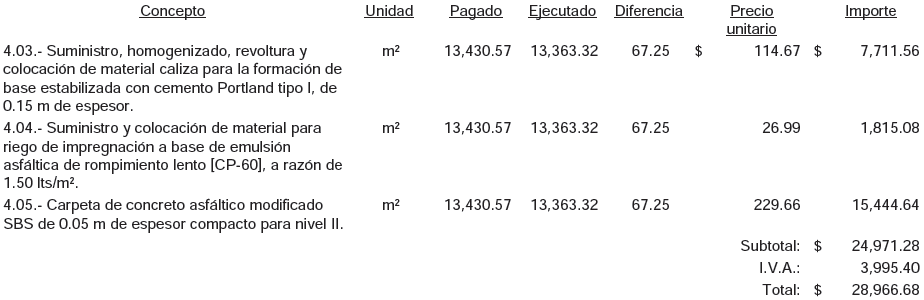 Concepto Unidad Pagado Ejecutado Diferencia Precio unitario Importe
4.03.- Suministro, homogenizado, revoltura y m² 13,430.57 13,363.32 67.25 $ 114.67 $ 7,711.56
colocación de material caliza para la formación de
base estabilizada con cemento Portland tipo I, de
0.15 m de espesor.
4.04.- Suministro y colocación de material para m² 13,430.57 13,363.32 67.25 26.99 1,815.08
riego de impregnación a base de emulsión
asfáltica de rompimiento lento [CP-60], a razón de
1.50 lts/m².
4.05.- Carpeta de concreto asfáltico modificado m² 13,430.57 13,363.32 67.25 229.66 15,444.64
SBS de 0.05 m de espesor compacto para nivel II.
Subtotal: $ 24,971.28
I.V.A.: 3,995.40
Total: $ 28,966.68